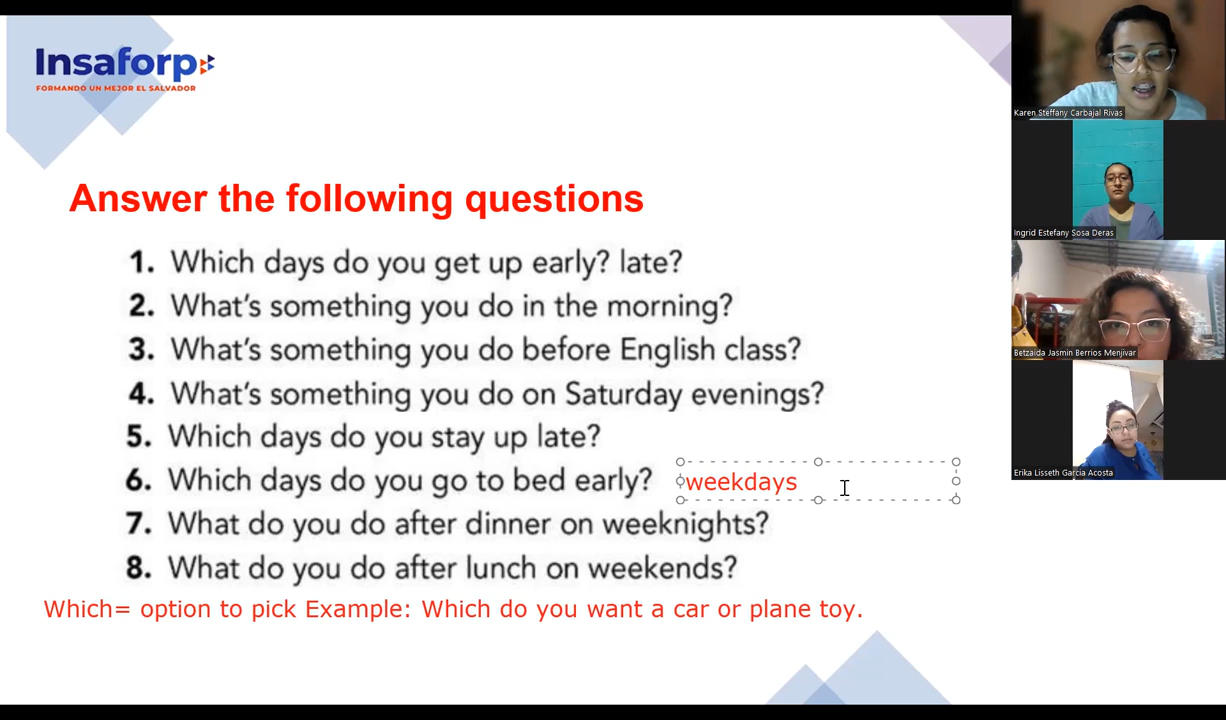 Insaforp
FORMANDO UN MEJOR EL SALVADOR
Answer the following questions
1. Which days do you get up early? late?
2. What's something you do in the morning?
3. What's something you do before English class?
4. What's something you do on Saturday evenings?
5. Which days do you stay up late?
6. Which days do you go to bed early? weekdays
7. What do you do after dinner on weeknights?
8. What do you do after lunch on weekends?
Which= option to pick Example: Which do you want a car or plane toy.
Karen Steffany Carbajal Rivas
Ingrid Estefany Sosa Deras
Betzaida Jasmin Berrios Menjivar
Erika Lisseth Garcia Acosta